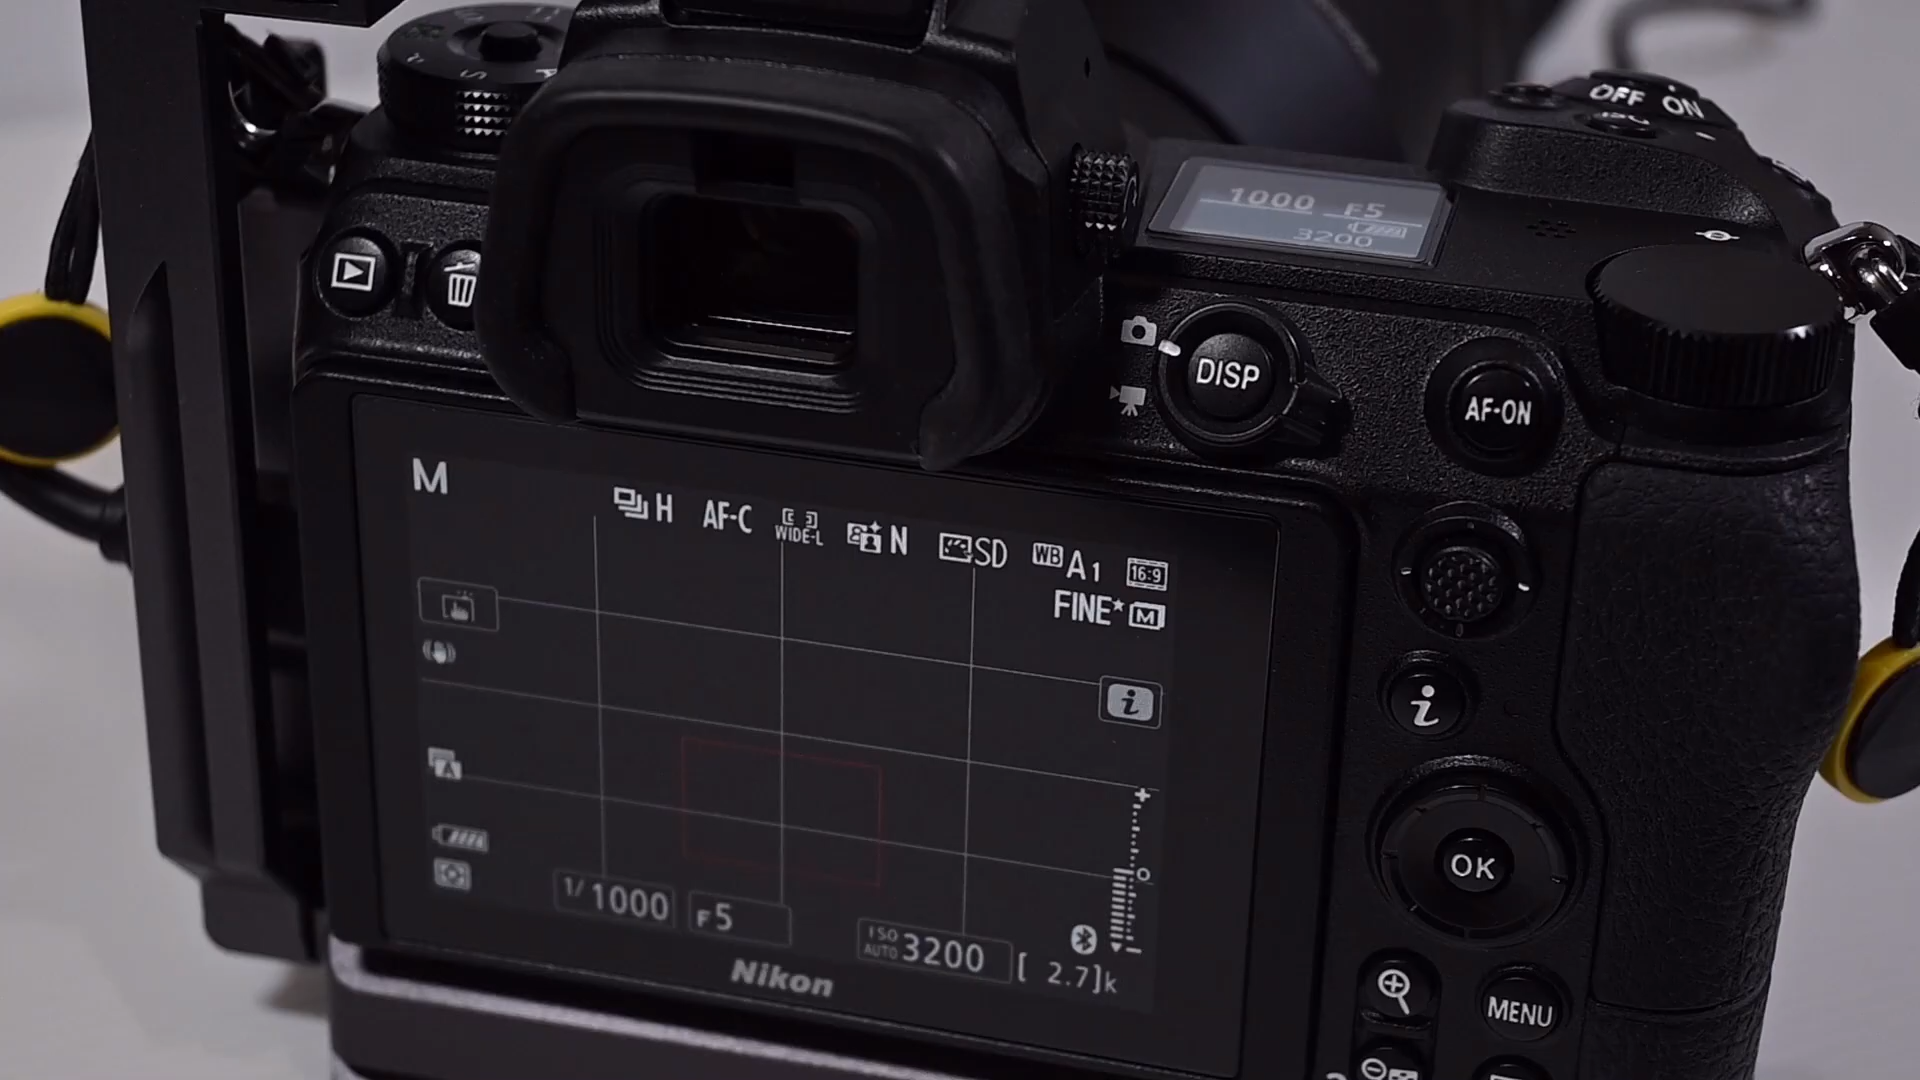 OFF ON
1000 F5
3200
DISP
AF-ON
M
H AF-C WIDE-L N SD WB A1 16:9
FINE★ M
i
i
OK
1/1000 F5 ISO AUTO 3200 [ 2.7]k
Nikon
MENU